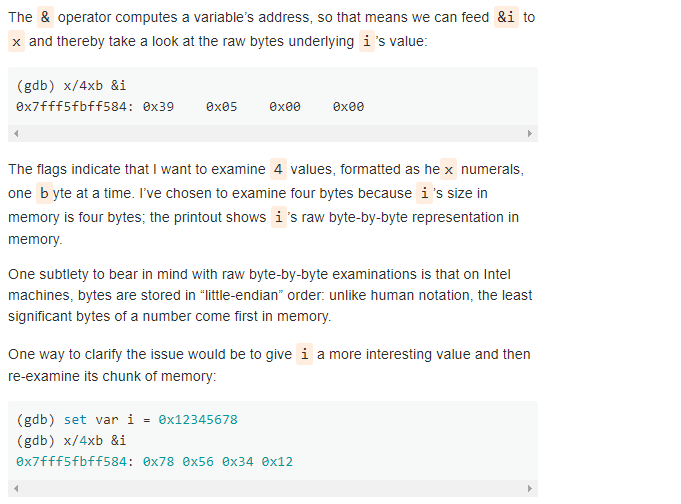 The & operator computes a variable's address, so that means we can feed &i to
x and thereby take a look at the raw bytes underlying i's value:
(gdb) x/4xb &i
0x7fff5fbff584: 0x39    0x05    0x00    0x00
The flags indicate that I want to examine 4 values, formatted as he x numerals,
one b yte at a time. I've chosen to examine four bytes because i's size in
memory is four bytes; the printout shows i's raw byte-by-byte representation in
memory.
One subtlety to bear in mind with raw byte-by-byte examinations is that on Intel
machines, bytes are stored in “little-endian” order: unlike human notation, the least
significant bytes of a number come first in memory.
One way to clarify the issue would be to give i a more interesting value and then
re-examine its chunk of memory:
(gdb) set var i = 0x12345678
(gdb) x/4xb &i
0x7fff5fbff584: 0x78 0x56 0x34 0x12